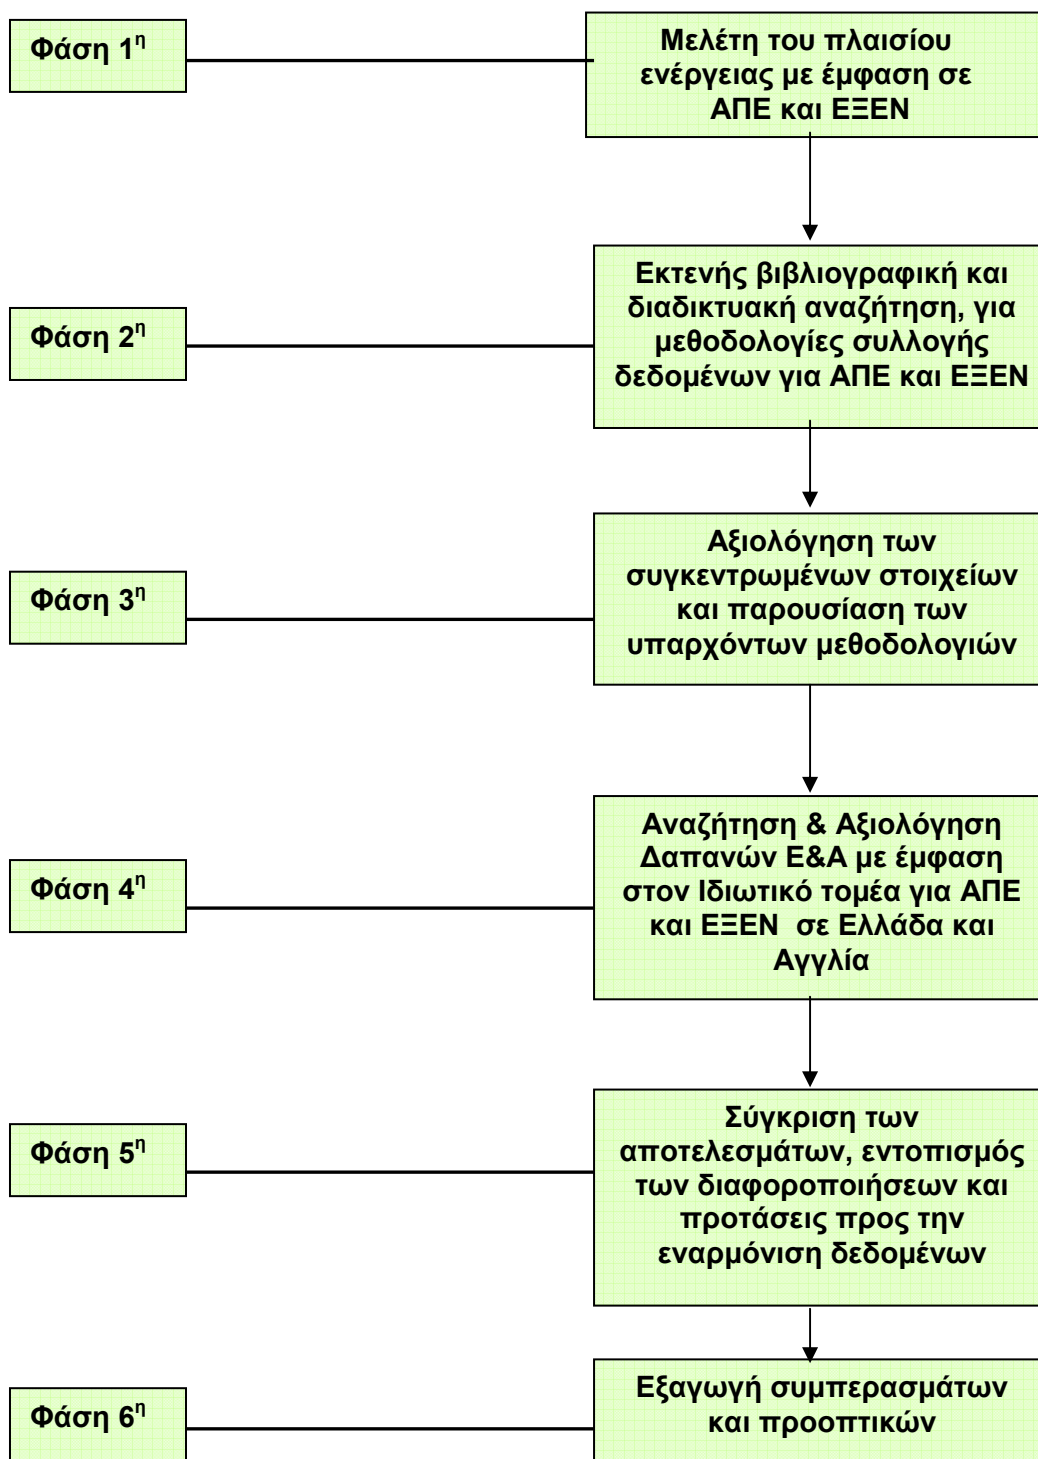 Φάση 1η
Μελέτη του πλαισίου
ενέργειας με έμφαση σε
ΑΠΕ και ΕΞΕΝ
Φάση 2η
Εκτενής βιβλιογραφική και
διαδικτυακή αναζήτηση, για
μεθοδολογίες συλλογής
δεδομένων για ΑΠΕ και ΕΞΕΝ
Φάση 3η
Αξιολόγηση των
συγκεντρωμένων στοιχείων
και παρουσίαση των
υπαρχόντων μεθοδολογιών
Φάση 4η
Αναζήτηση & Αξιολόγηση
Δαπανών Ε&Α με έμφαση
στον Ιδιωτικό τομέα για ΑΠΕ
και ΕΞΕΝ σε Ελλάδα και
Αγγλία
Φάση 5η
Σύγκριση των
αποτελεσμάτων, εντοπισμός
των διαφοροποιήσεων και
προτάσεις προς την
εναρμόνιση δεδομένων
Φάση 6η
Εξαγωγή συμπερασμάτων
και προοπτικών